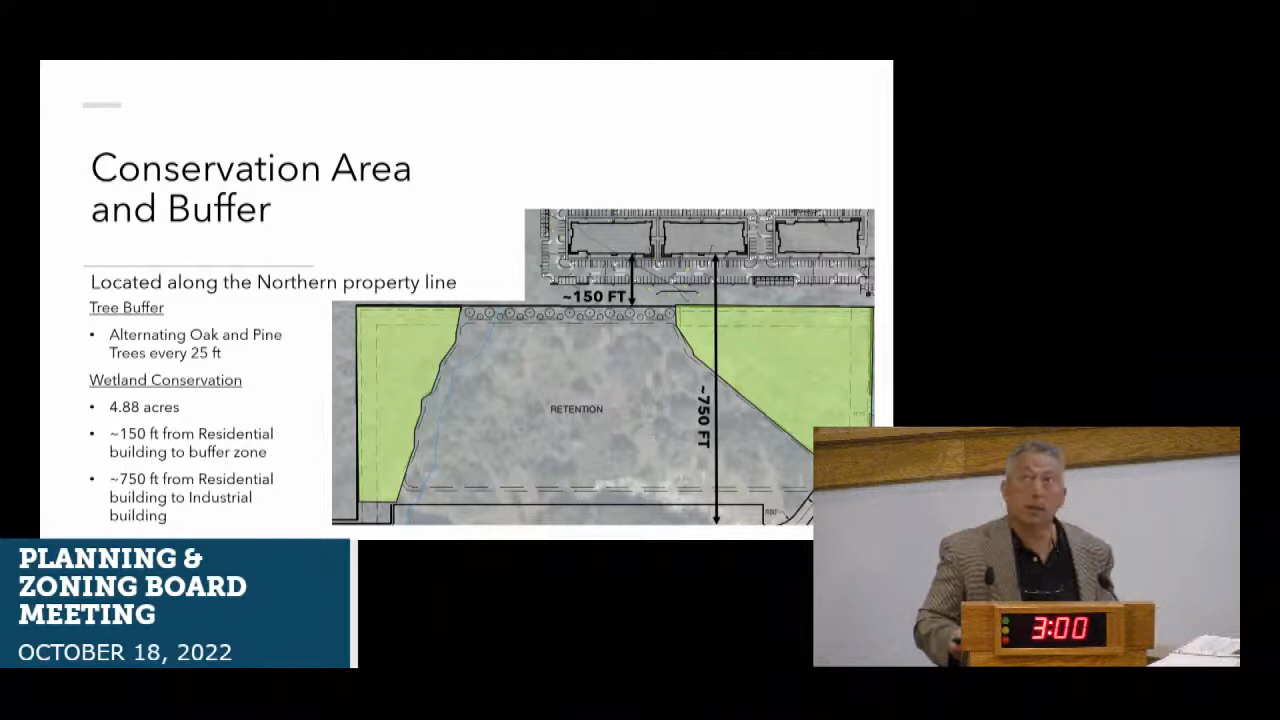 Conservation Area
and Buffer
Located along the Northern property line
Tree Buffer
• Alternating Oak and Pine
Trees every 25 ft
Wetland Conservation
• 4.88 acres
• ~150 ft from Residential
building to buffer zone
• ~750 ft from Residential
building to Industrial
building
~150 FT
RETENTION
~750 FT
PLANNING &
ZONING BOARD
MEETING
OCTOBER 18, 2022
3:00